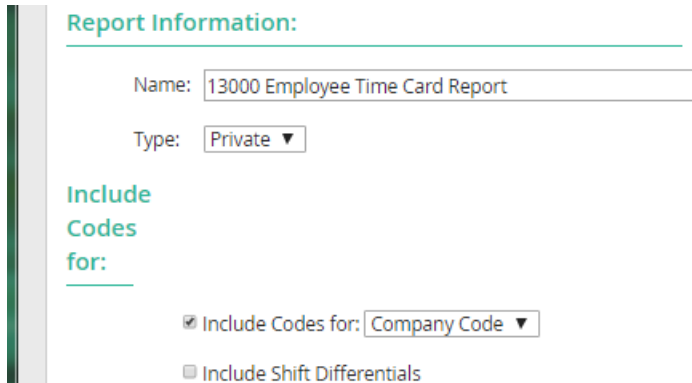 Report Information:
Name: 13000 Employee Time Card Report
Type: Private ▼
Include
Codes
for:
Include Codes for: Company Code ▼
Include Shift Differentials